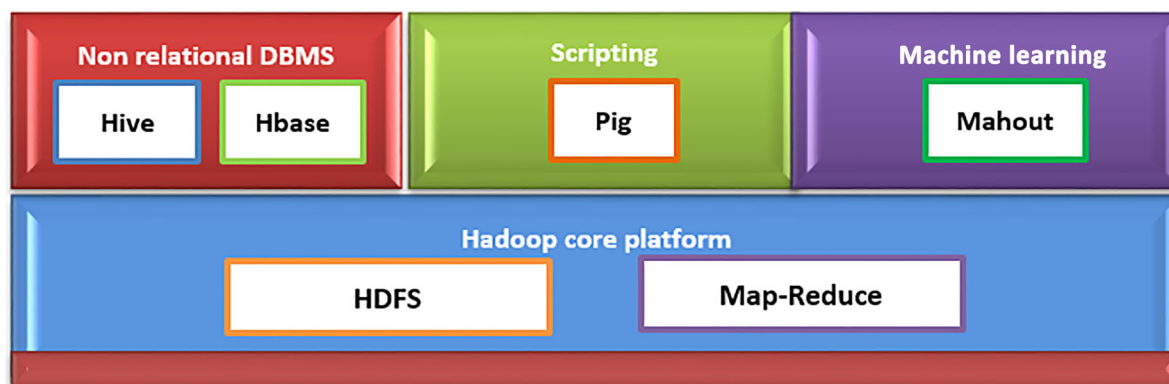 Non relational DBMS
Hive
Hbase
Scripting
Pig
Machine learning
Mahout
Hadoop core platform
HDFS
Map-Reduce